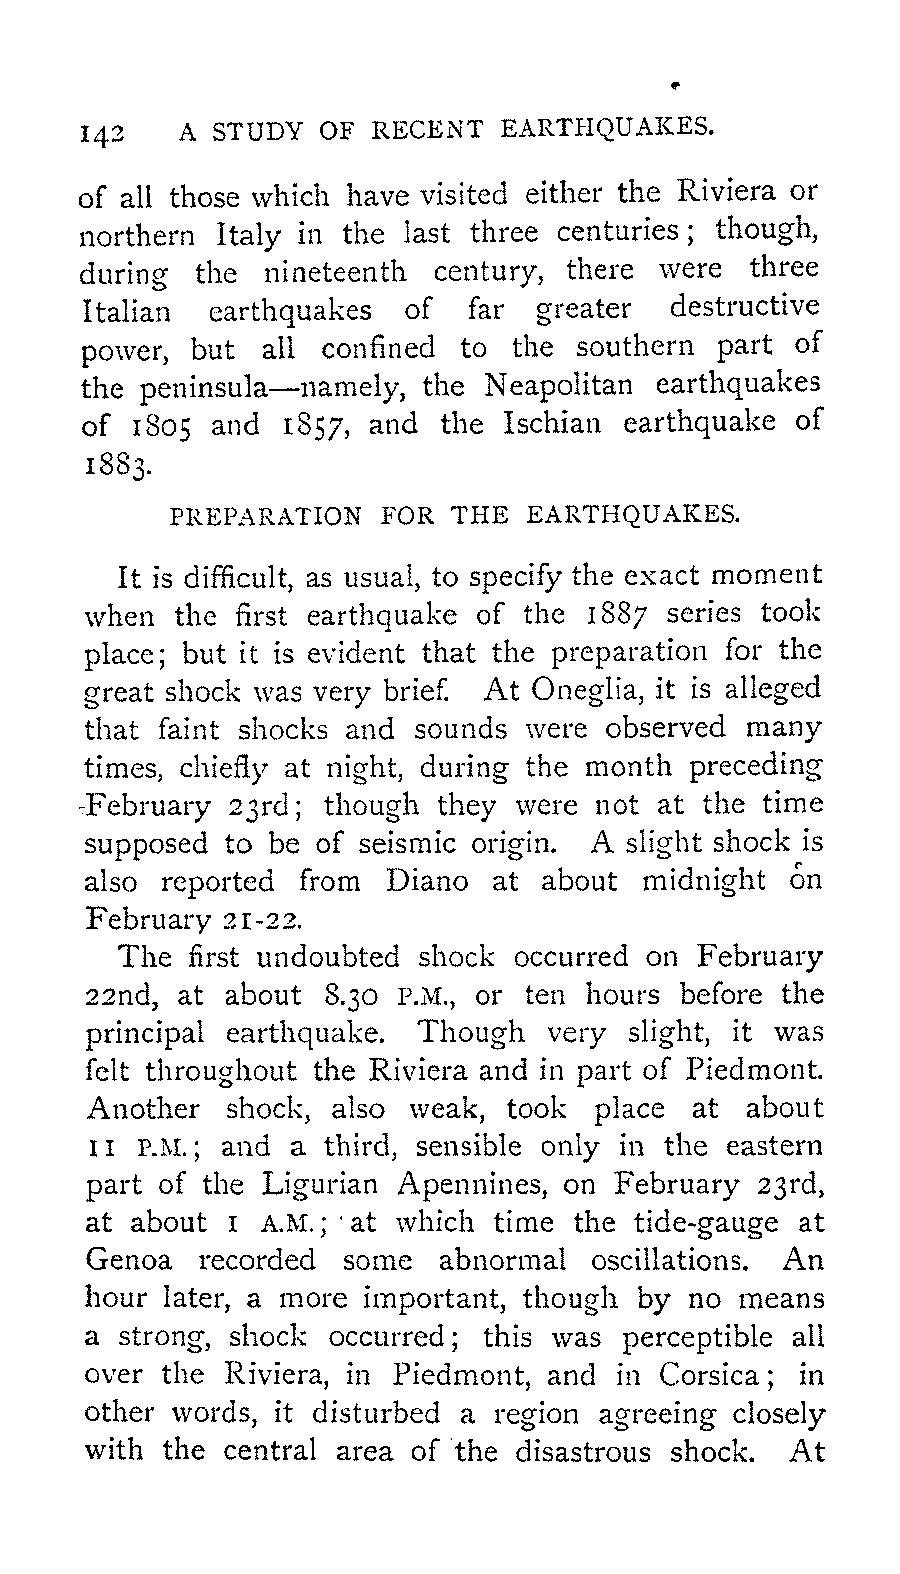 142 A STUDY OF RECENT EARTHQUAKES.
of all those which have visited either the Riviera or
northern Italy in the last three centuries; though,
during the nineteenth century, there were three
Italian earthquakes of far greater destructive
power, but all confined to the southern part of
the peninsula—namely, the Neapolitan earthquakes
of 1805 and 1857, and the Ischian earthquake of
1883.
PREPARATION FOR THE EARTHQUAKES.
It is difficult, as usual, to specify the exact moment
when the first earthquake of the 1887 series took
place; but it is evident that the preparation for the
great shock was very brief. At Oneglia, it is alleged
that faint shocks and sounds were observed many
times, chiefly at night, during the month preceding
February 23rd; though they were not at the time
supposed to be of seismic origin. A slight shock is
also reported from Diano at about midnight on
February 21-22.
The first undoubted shock occurred on February
22nd, at about 8.30 P.M., or ten hours before the
principal earthquake. Though very slight, it was
felt throughout the Riviera and in part of Piedmont.
Another shock, also weak, took place at about
11 P.M.; and a third, sensible only in the eastern
part of the Ligurian Apennines, on February 23rd,
at about 1 A.M.; at which time the tide-gauge at
Genoa recorded some abnormal oscillations. An
hour later, a more important, though by no means
a strong, shock occurred; this was perceptible all
over the Riviera, in Piedmont, and in Corsica; in
other words, it disturbed a region agreeing closely
with the central area of the disastrous shock. At